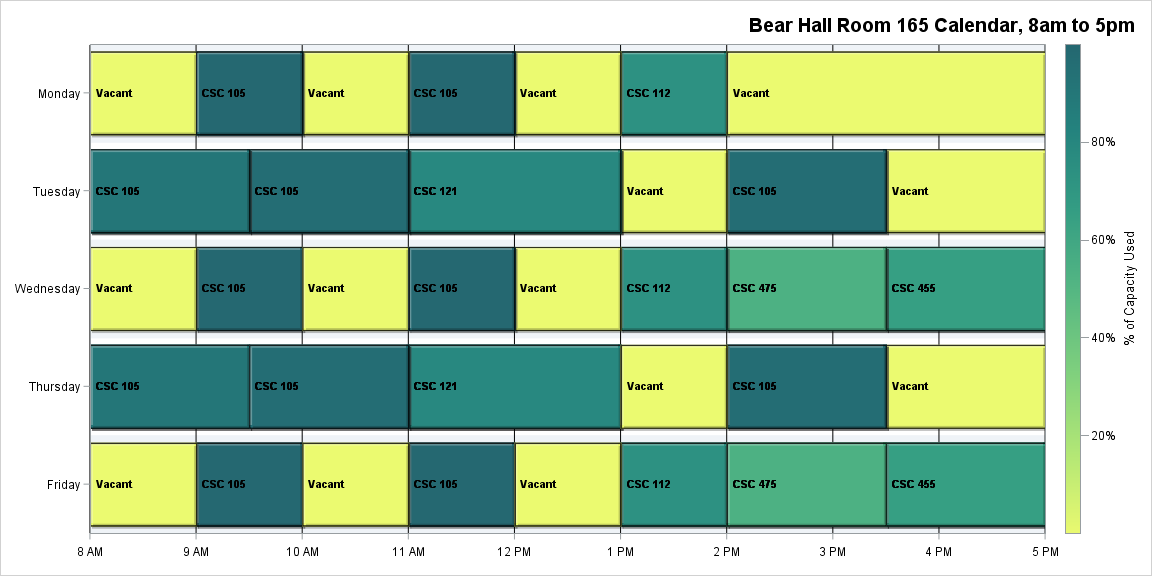 Bear Hall Room 165 Calendar, 8am to 5pm
Monday
Vacant
CSC 105
Vacant
CSC 105
Vacant
CSC 112
Vacant
Tuesday
CSC 105
CSC 105
CSC 121
Vacant
CSC 105
Vacant
Wednesday
Vacant
CSC 105
Vacant
CSC 105
Vacant
CSC 112
CSC 475
CSC 455
Thursday
CSC 105
CSC 105
CSC 121
Vacant
CSC 105
Vacant
Friday
Vacant
CSC 105
Vacant
CSC 105
Vacant
CSC 112
CSC 475
CSC 455
8 AM
9 AM
10 AM
11 AM
12 PM
1 PM
2 PM
3 PM
4 PM
5 PM
80%
60%
40%
20%
% of Capacity Used